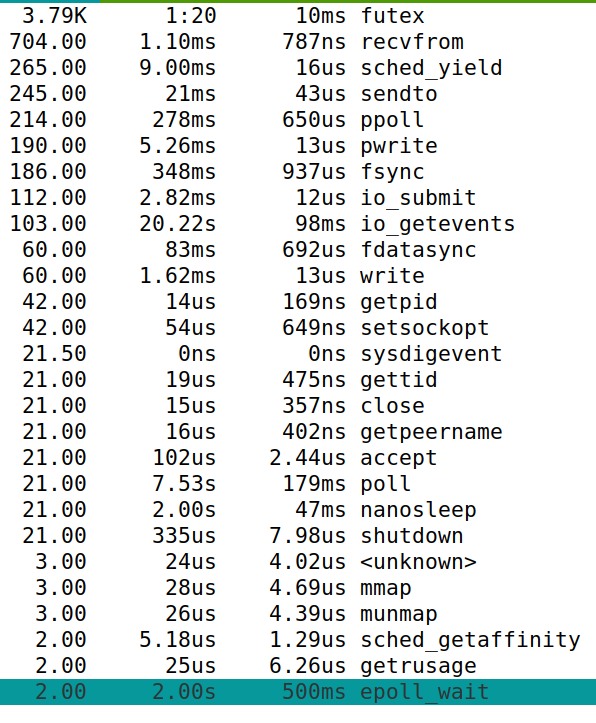 3.79K 1:20 10ms futex
704.00 1.10ms 787ns recvfrom
265.00 9.00ms 16us sched_yield
245.00 21ms 43us sendto
214.00 278ms 650us ppoll
190.00 5.26ms 13us pwrite
186.00 348ms 937us fsync
112.00 2.82ms 12us io_submit
103.00 20.22s 98ms io_getevents
60.00 83ms 692us fdatasync
60.00 1.62ms 13us write
42.00 14us 169ns getpid
42.00 54us 649ns setsockopt
21.50 0ns 0ns sysdigevent
21.00 19us 475ns gettid
21.00 15us 357ns close
21.00 16us 402ns getpeername
21.00 102us 2.44us accept
21.00 7.53s 179ms poll
21.00 2.00s 47ms nanosleep
21.00 335us 7.98us shutdown
3.00 24us 4.02us <unknown>
3.00 28us 4.69us mmap
3.00 26us 4.39us munmap
2.00 5.18us 1.29us sched_getaffinity
2.00 25us 6.26us getrusage
2.00 2.00s 500ms epoll_wait